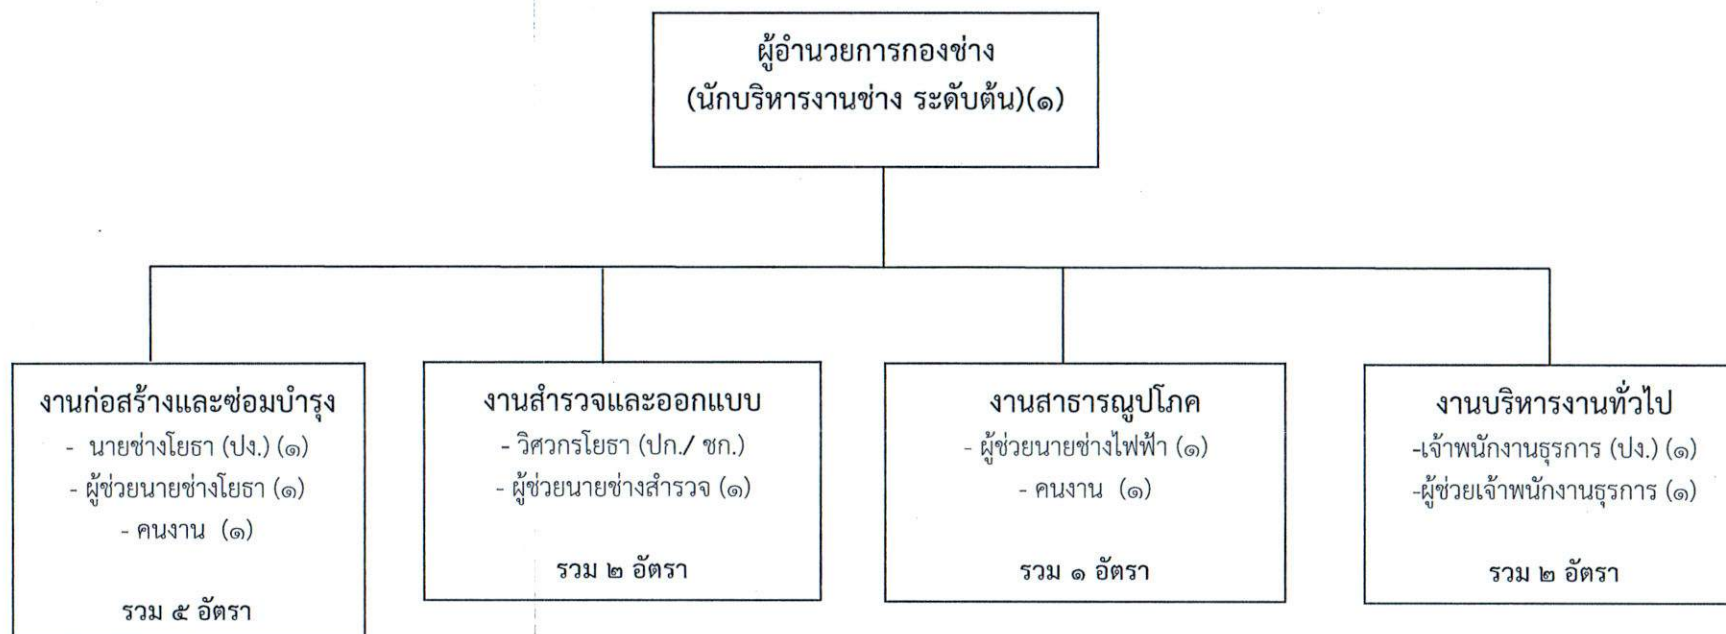 ผู้อำนวยการกองช่าง
(นักบริหารงานช่าง ระดับต้น)(๑)
งานก่อสร้างและซ่อมบำรุง
- นายช่างโยธา (ปง.) (๑)
- ผู้ช่วยนายช่างโยธา (๑)
- คนงาน (๑)
รวม ๕ อัตรา
งานสำรวจและออกแบบ
- วิศวกรโยธา (ปก./ ชก.)
- ผู้ช่วยนายช่างสำรวจ (๑)
รวม ๒ อัตรา
งานสาธารณูปโภค
- ผู้ช่วยนายช่างไฟฟ้า (๑)
- คนงาน (๑)
รวม ๑ อัตรา
งานบริหารงานทั่วไป
-เจ้าพนักงานธุรการ (ปง.) (๑)
-ผู้ช่วยเจ้าพนักงานธุรการ (๑)
รวม ๒ อัตรา